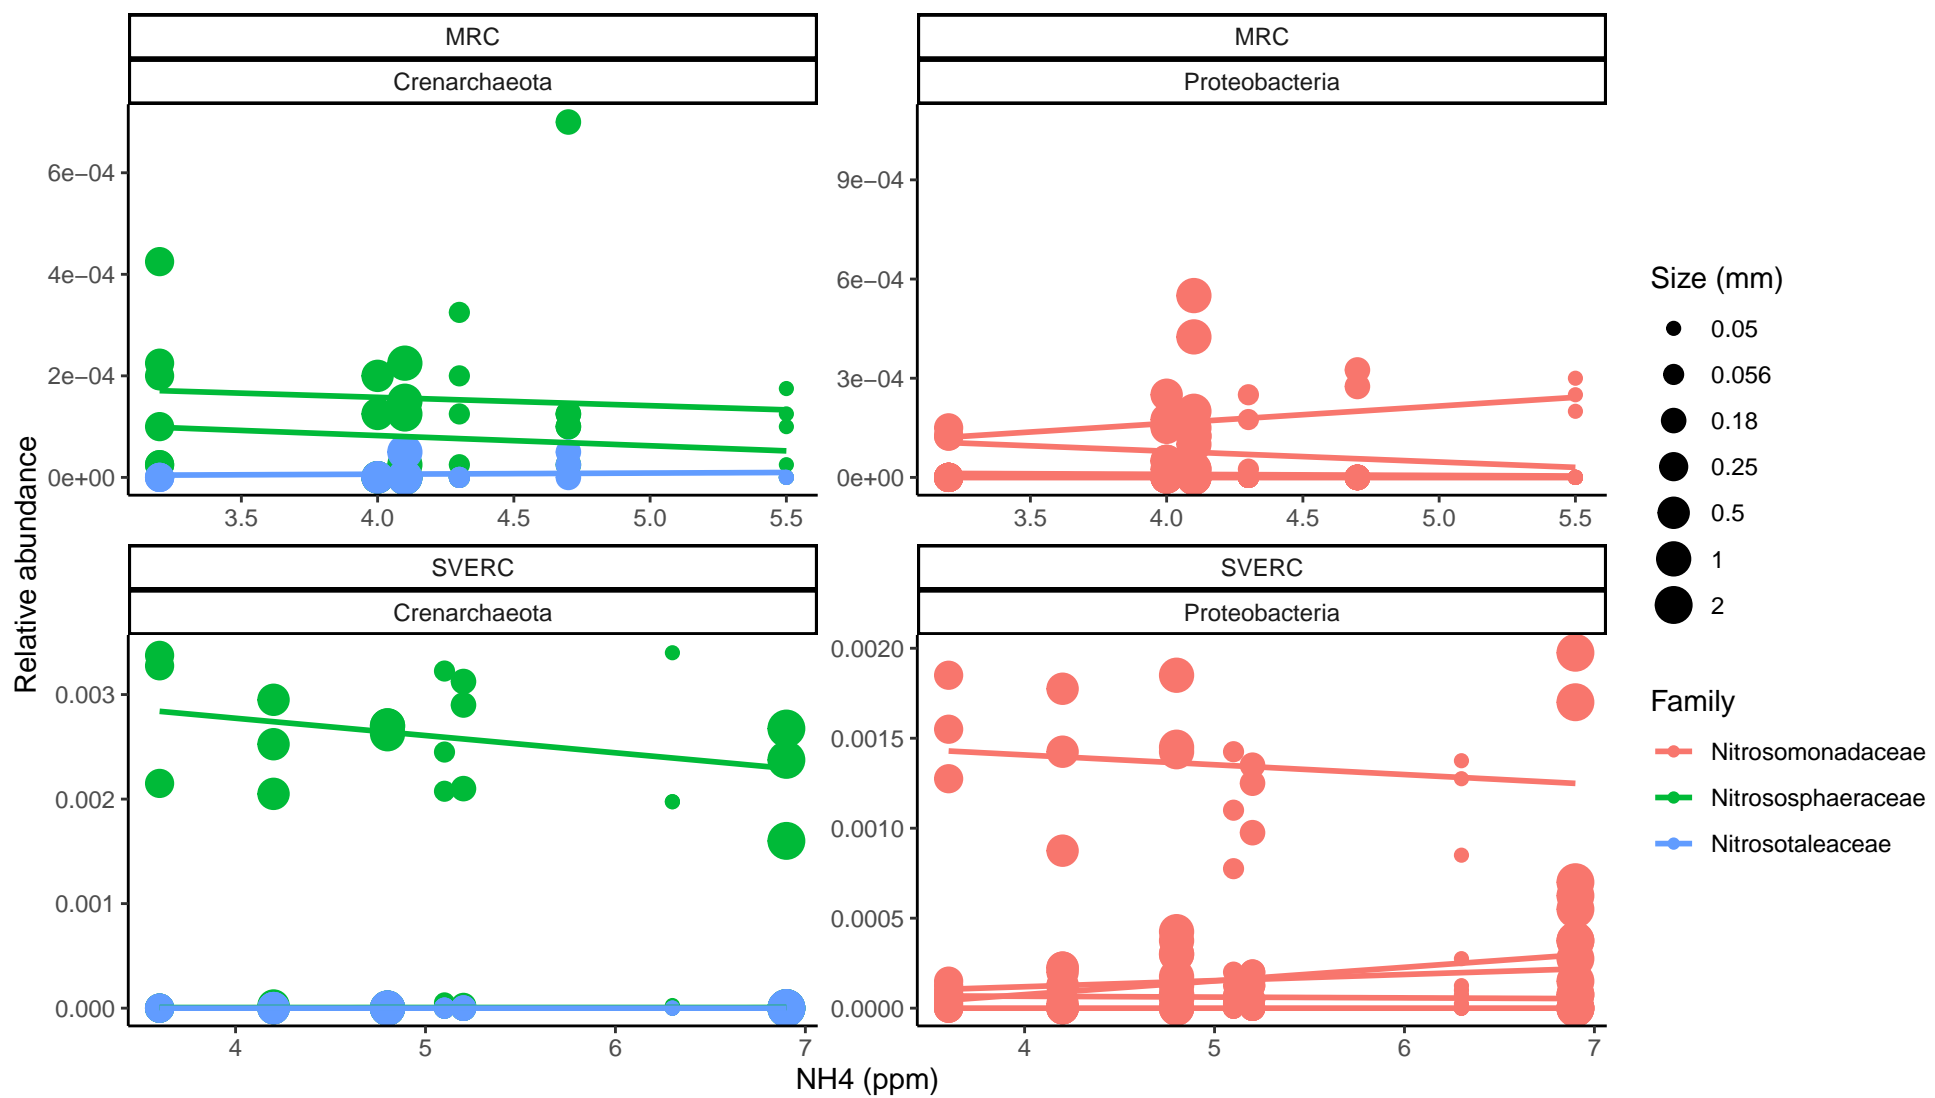 MRC
Crenarchaeota
6e−04
4e−04
2e−04
0e+00
3.5 4.0 4.5 5.0 5.5
MRC
Proteobacteria
9e−04
6e−04
3e−04
0e+00
3.5 4.0 4.5 5.0 5.5
SVERC
Crenarchaeota
0.003
0.002
0.001
0.000
4 5 6 7
SVERC
Proteobacteria
0.0020
0.0015
0.0010
0.0005
0.0000
4 5 6 7
Relative abundance
NH4 (ppm)
Size (mm)
0.05
0.056
0.18
0.25
0.5
1
2
Family
Nitrosomonadaceae
Nitrososphaeraceae
Nitrosotaleaceae